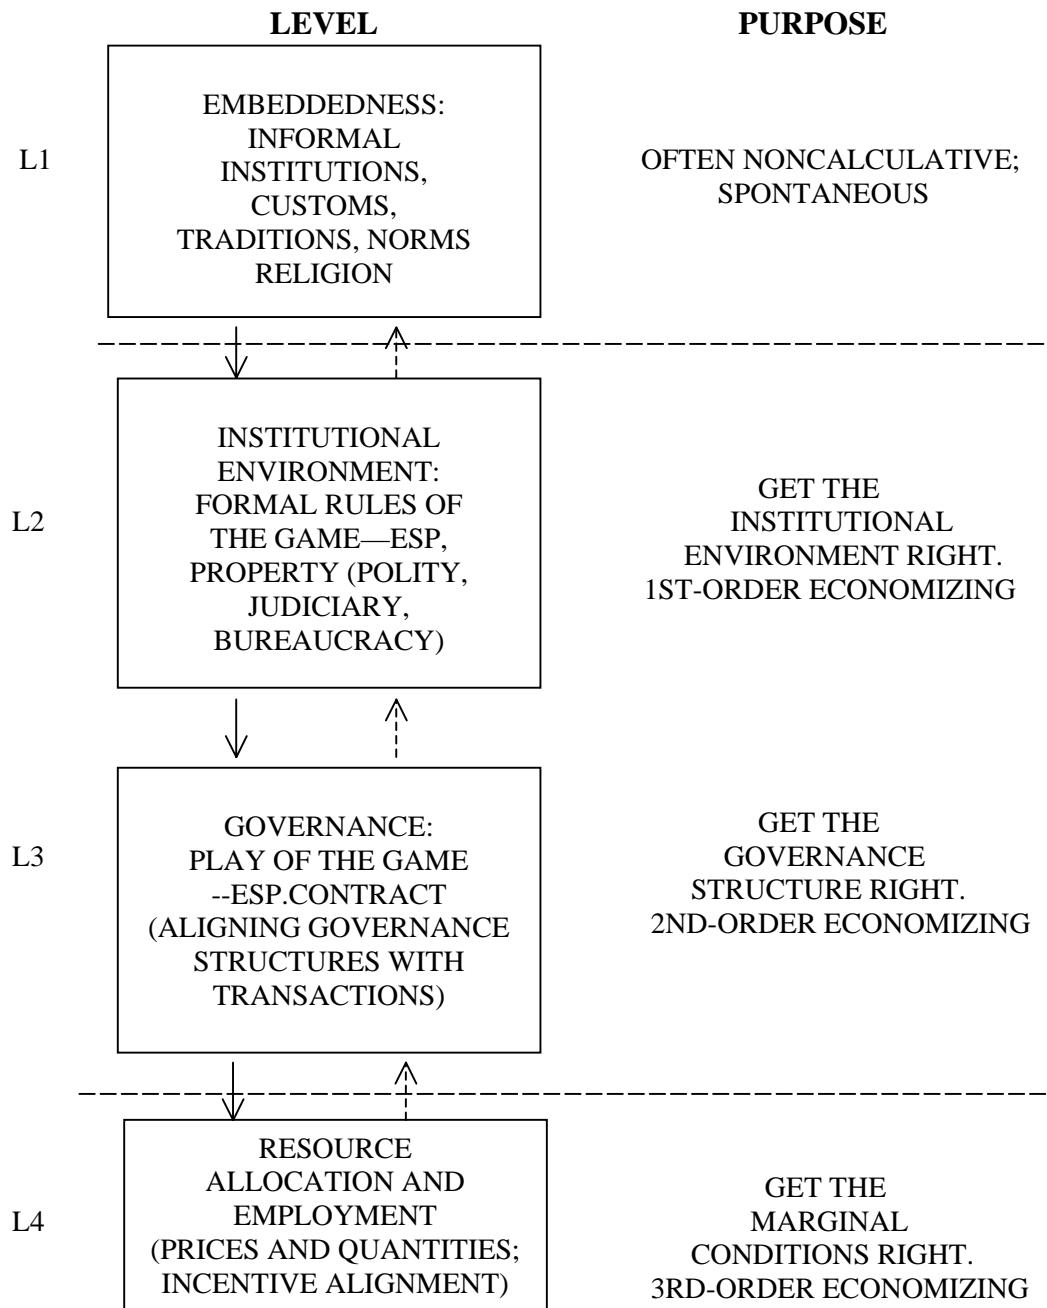 LEVEL PURPOSE
L1
EMBEDDEDNESS:
INFORMAL
INSTITUTIONS,
CUSTOMS,
TRADITIONS, NORMS
RELIGION
OFTEN NONCALCULATIVE;
SPONTANEOUS
L2
INSTITUTIONAL
ENVIRONMENT:
FORMAL RULES OF
THE GAME—ESP,
PROPERTY (POLITY,
JUDICIARY,
BUREAUCRACY)
GET THE
INSTITUTIONAL
ENVIRONMENT RIGHT.
1ST-ORDER ECONOMIZING
L3
GOVERNANCE:
PLAY OF THE GAME
--ESP.CONTRACT
(ALIGNING GOVERNANCE
STRUCTURES WITH
TRANSACTIONS)
GET THE
GOVERNANCE
STRUCTURE RIGHT.
2ND-ORDER ECONOMIZING
L4
RESOURCE
ALLOCATION AND
EMPLOYMENT
(PRICES AND QUANTITIES;
INCENTIVE ALIGNMENT)
GET THE
MARGINAL
CONDITIONS RIGHT.
3RD-ORDER ECONOMIZING